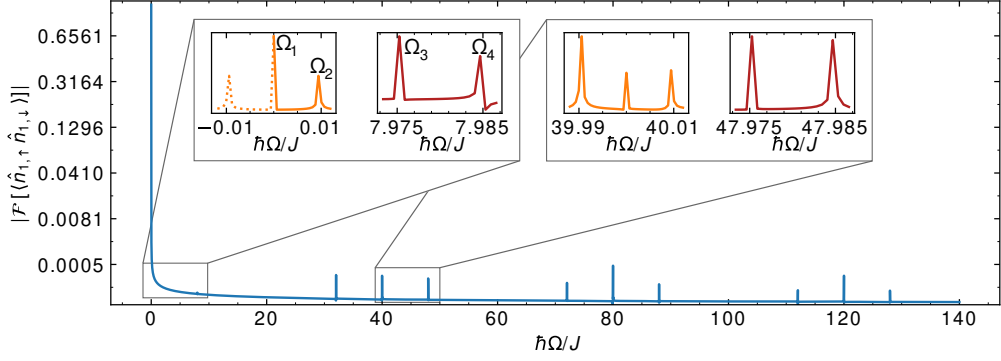 |ℱ[⟨n̂₁,↑ n̂₁,↓⟩]|
0.6561
0.3164
0.1296
0.0410
0.0081
0.0005
Ω₁
Ω₂
−0.01 0.01
ħΩ/J
Ω₃
Ω₄
7.975 7.985
ħΩ/J
39.99 40.01
ħΩ/J
47.975 47.985
ħΩ/J
0 20 40 60 80 100 120 140
ħΩ/J